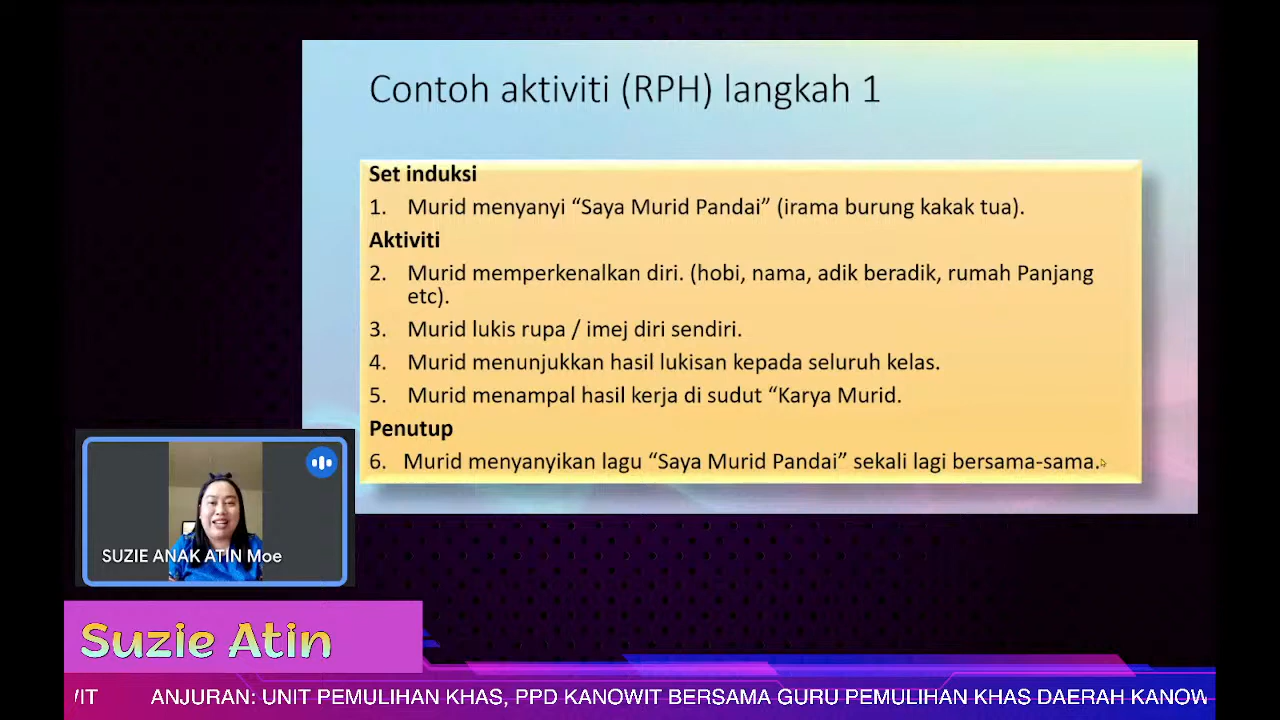 Contoh aktiviti (RPH) langkah 1
Set induksi
1. Murid menyanyi “Saya Murid Pandai” (irama burung kakak tua).
Aktiviti
2. Murid memperkenalkan diri. (hobi, nama, adik beradik, rumah Panjang
etc).
3. Murid lukis rupa / imej diri sendiri.
4. Murid menunjukkan hasil lukisan kepada seluruh kelas.
5. Murid menampal hasil kerja di sudut “Karya Murid.
Penutup
6. Murid menyanyikan lagu “Saya Murid Pandai” sekali lagi bersama-sama.
SUZIE ANAK ATIN Moe
Suzie Atin
IT ANJURAN: UNIT PEMULIHAN KHAS, PPD KANOWIT BERSAMA GURU PEMULIHAN KHAS DAERAH KANOW